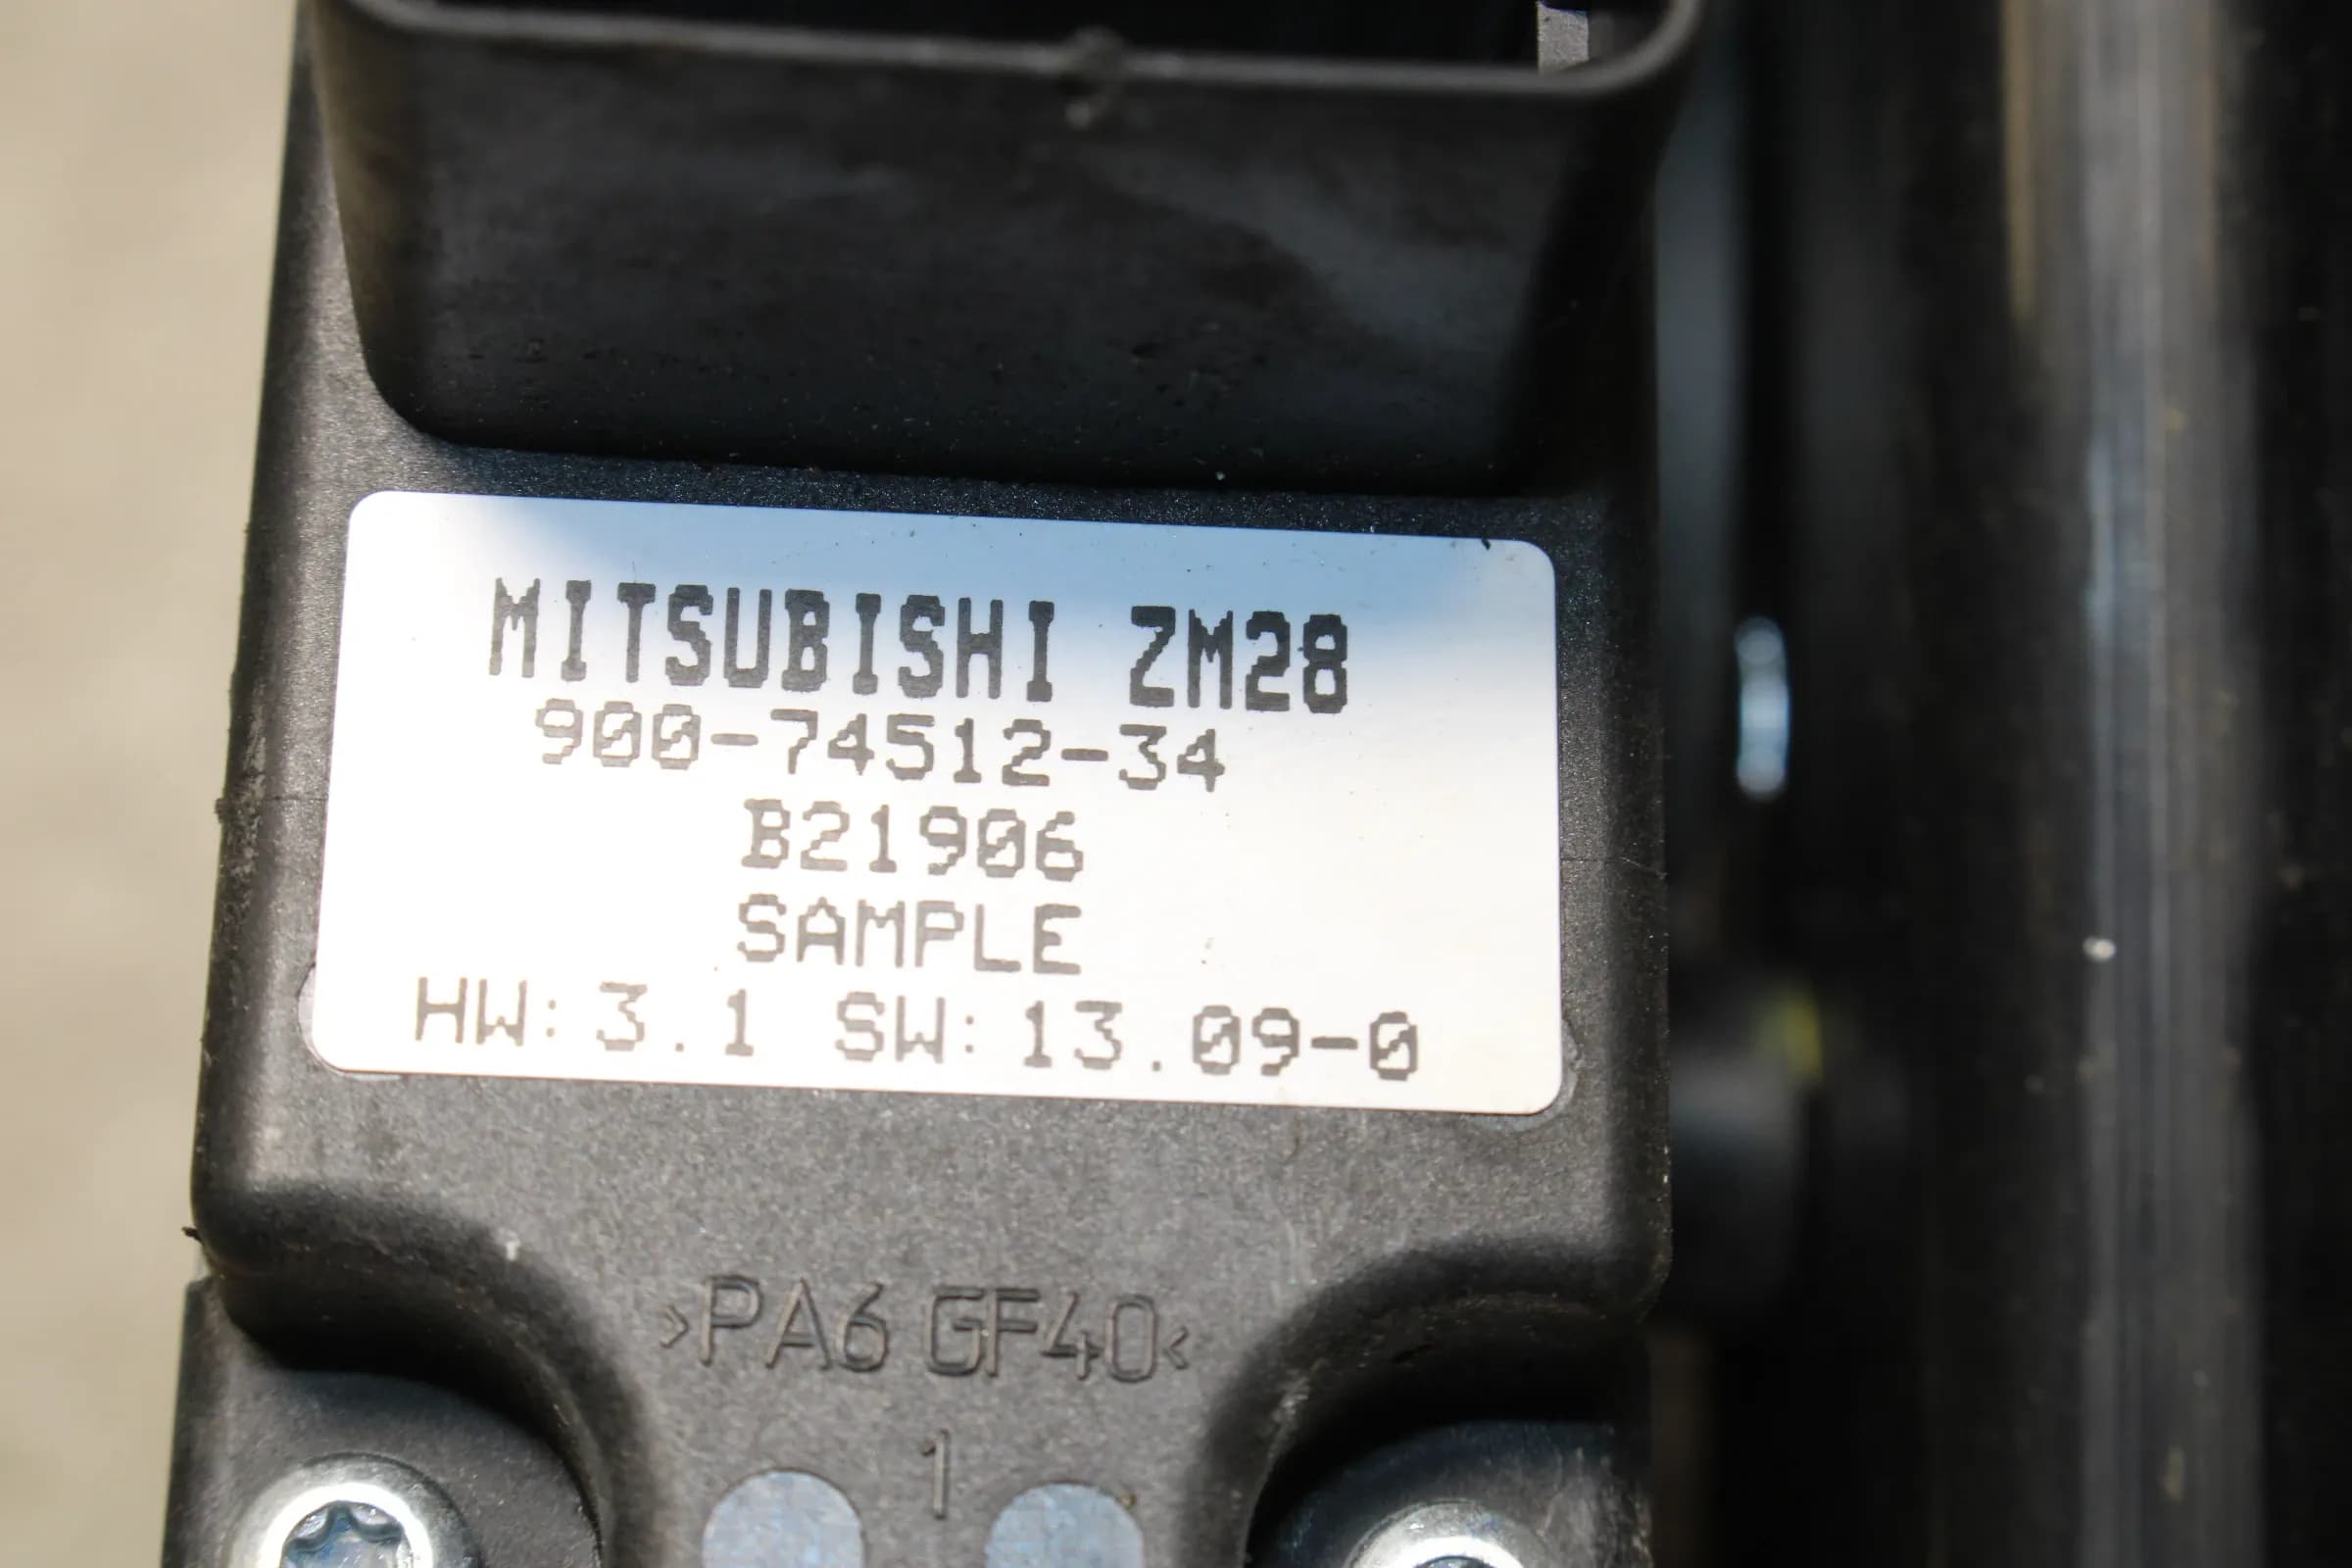 MITSUBISHI ZM28
900-74512-34
B21906
SAMPLE
HW:3.1 SW:13.09-0
>PA6 GF40<
1